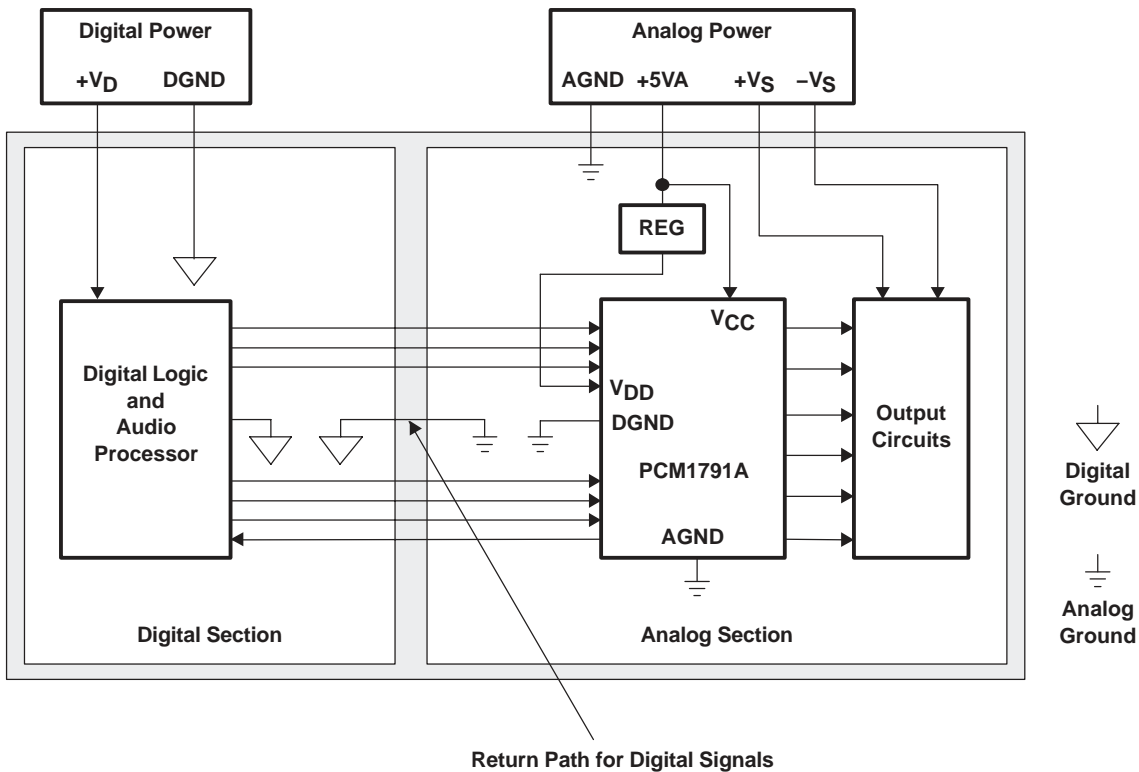 Digital Power
+VD DGND
Analog Power
AGND +5VA +VS −VS
REG
VCC
VDD
DGND
PCM1791A
AGND
Digital Logic
and
Audio
Processor
Output
Circuits
Digital
Ground
Analog
Ground
Digital Section
Analog Section
Return Path for Digital Signals